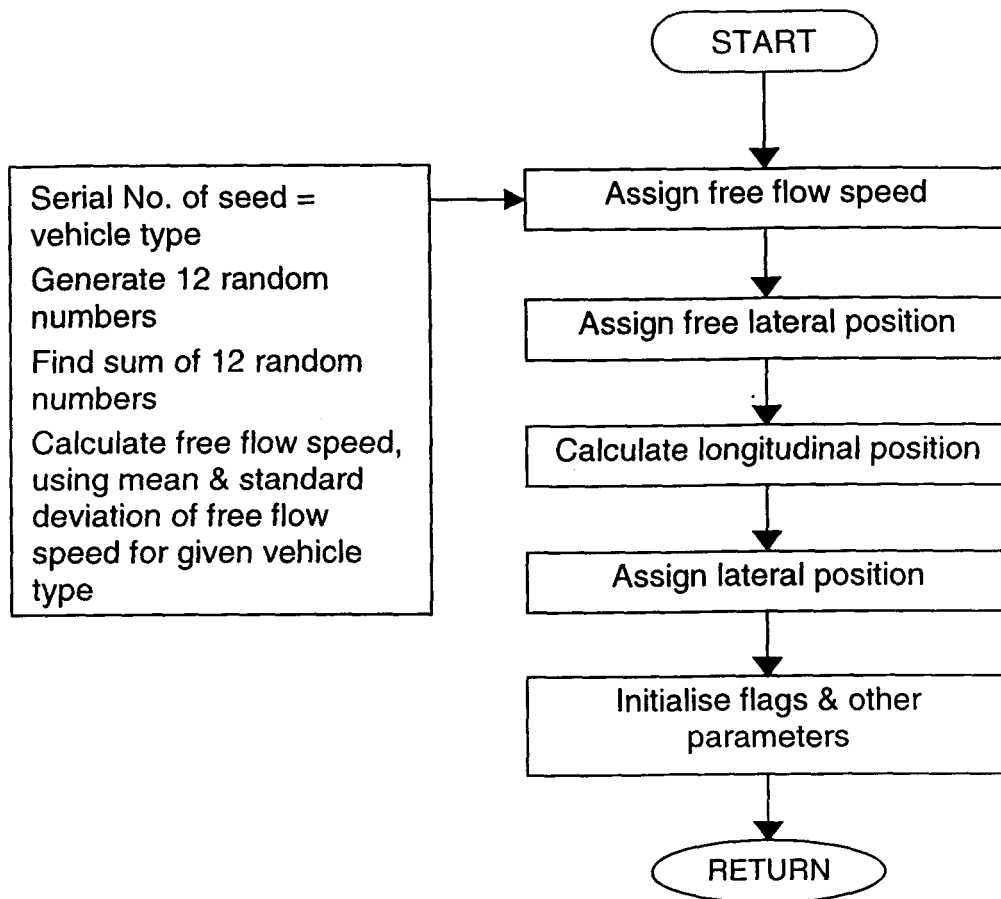 START
Serial No. of seed =
vehicle type
Generate 12 random
numbers
Find sum of 12 random
numbers
Calculate free flow speed,
using mean & standard
deviation of free flow
speed for given vehicle
type
Assign free flow speed
Assign free lateral position
Calculate longitudinal position
Assign lateral position
Initialise flags & other
parameters
RETURN